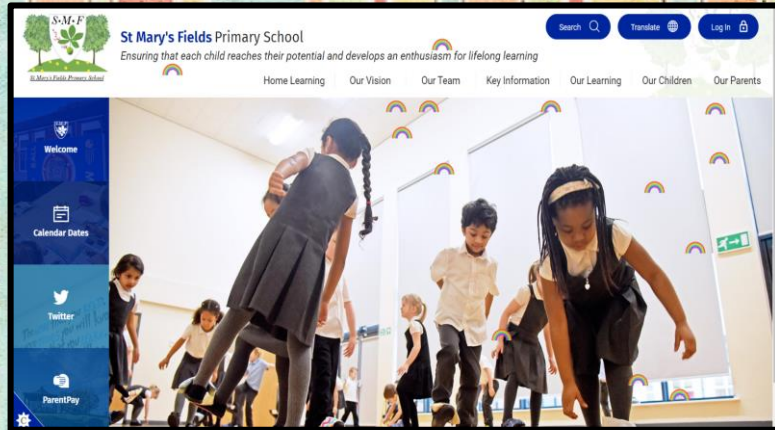 S·M·F
St Mary's Fields Primary School
St Mary's Fields Primary School
Ensuring that each child reaches their potential and develops an enthusiasm for lifelong learning
Search
Translate
Log In
Home Learning
Our Vision
Our Team
Key Information
Our Learning
Our Children
Our Parents
Welcome
Calendar Dates
Twitter
ParentPay